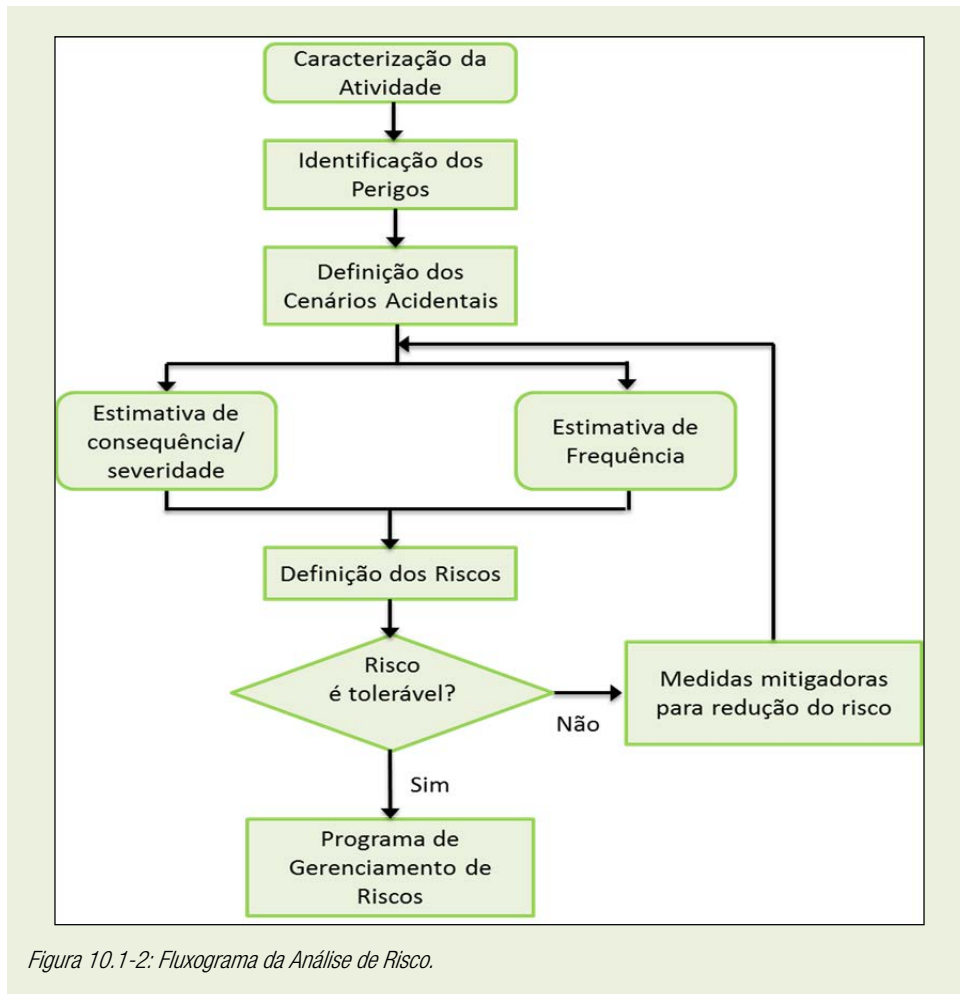 Caracterização da
Atividade
Identificação dos
Perigos
Definição dos
Cenários Acidentais
Estimativa de
consequência/
severidade
Estimativa de
Frequência
Definição dos Riscos
Risco
é tolerável?
Não
Medidas mitigadoras
para redução do risco
Sim
Programa de
Gerenciamento de
Riscos
Figura 10.1-2: Fluxograma da Análise de Risco.